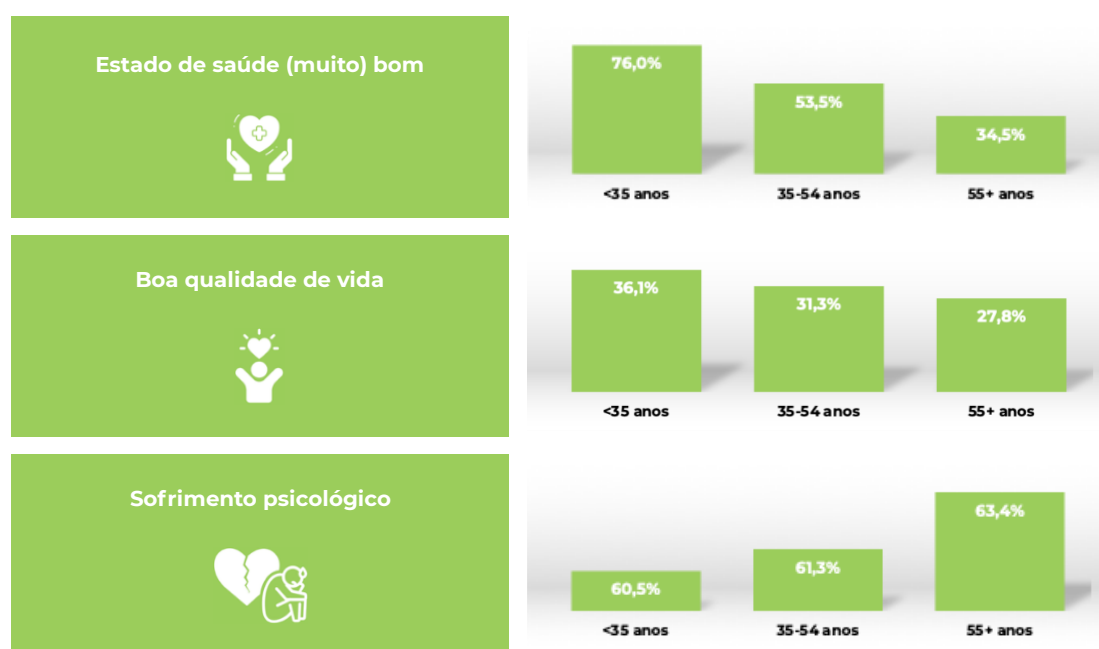 Estado de saúde (muito) bom
76,0%
53,5%
34,5%
<35 anos
35-54 anos
55+ anos
Boa qualidade de vida
36,1%
31,3%
27,8%
<35 anos
35-54 anos
55+ anos
Sofrimento psicológico
60,5%
61,3%
63,4%
<35 anos
35-54 anos
55+ anos